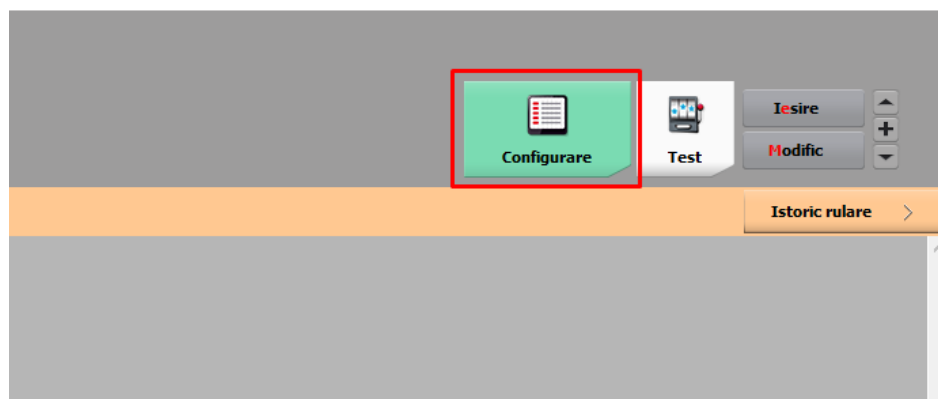 Configurare
Test
Iesire
Modific
Istoric rulare